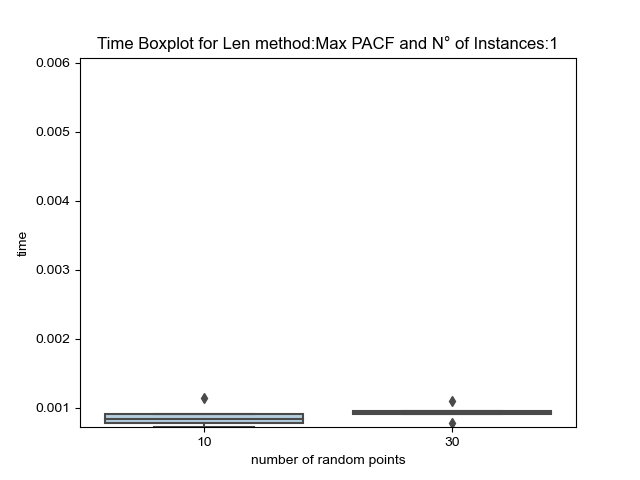 Time Boxplot for Len method:Max PACF and N° of Instances:1
0.006
0.005
0.004
0.003
0.002
0.001
time
10 30
number of random points